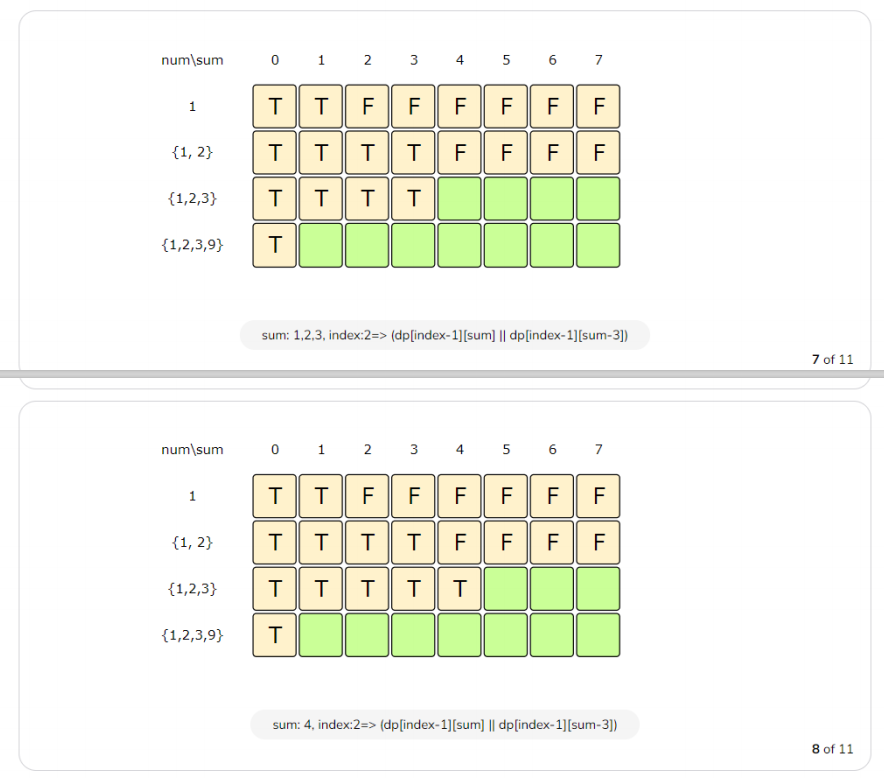 num\sum 0 1 2 3 4 5 6 7
1 T T F F F F F F
{1, 2} T T T T F F F F
{1,2,3} T T T T
{1,2,3,9} T
sum: 1,2,3, index:2=> (dp[index-1][sum] || dp[index-1][sum-3])
7 of 11
num\sum 0 1 2 3 4 5 6 7
1 T T F F F F F F
{1, 2} T T T T F F F F
{1,2,3} T T T T T
{1,2,3,9} T
sum: 4, index:2=> (dp[index-1][sum] || dp[index-1][sum-3])
8 of 11